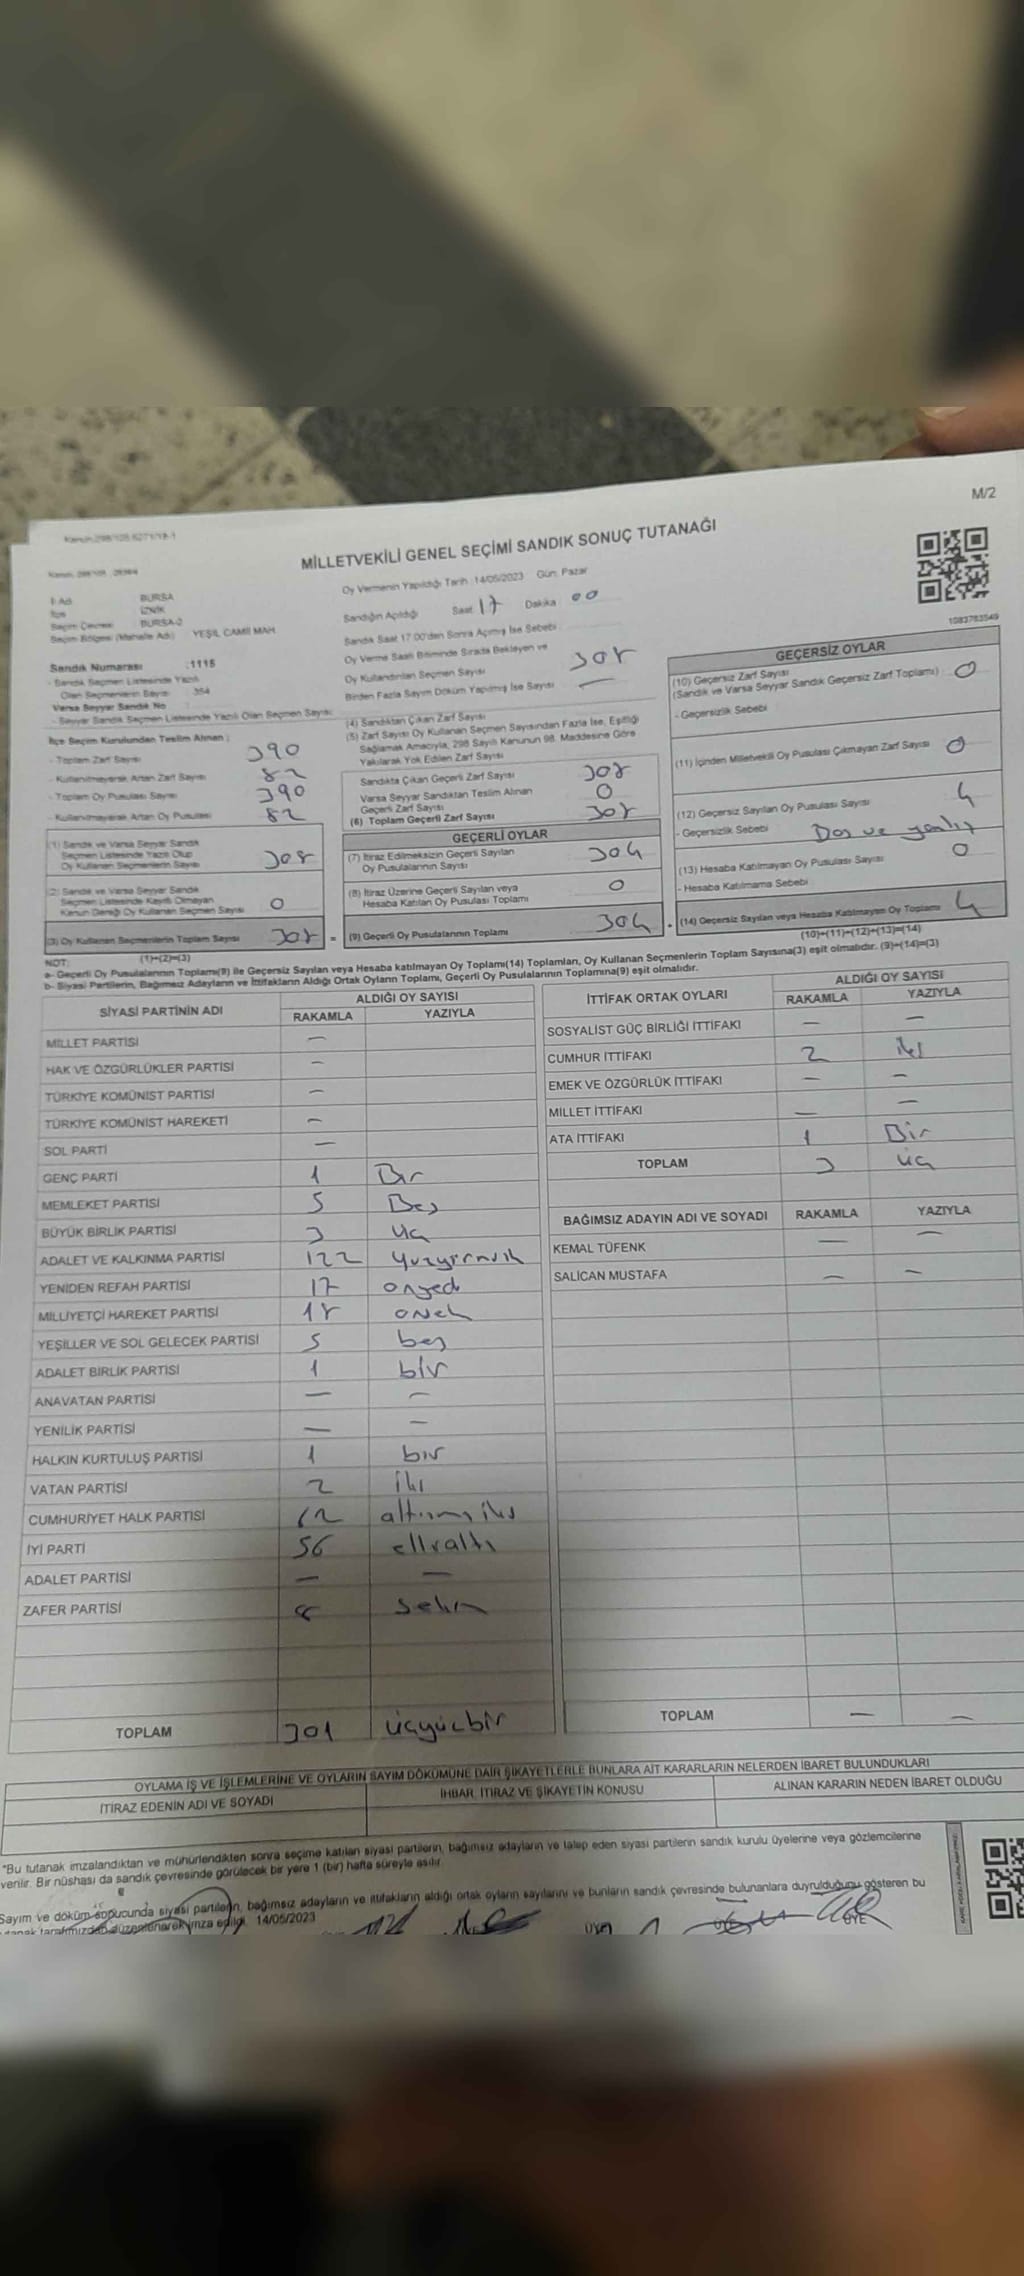 M/2
MİLLETVEKİLİ GENEL SEÇİMİ SANDIK SONUÇ TUTANAĞI
1083783549
İl Adı BURSA
İlçe İZNİK
Seçim Çevresi BURSA-2
Seçim Bölgesi (Mahalle Adı) YEŞİL CAMİİ MAH
Sandık Numarası :1116
- Sandık Seçmen Listesinde Yazılı
Olan Seçmenlerin Sayısı 354
Varsa Seyyar Sandık No
- Seyyar Sandık Seçmen Listesinde Yazılı Olan Seçmen Sayısı:
İlçe Seçim Kurulundan Teslim Alınan :
- Toplam Zarf Sayısı 390
- Kullanılmayarak Artan Zarf Sayısı 82
- Toplam Oy Pusulası Sayısı 390
- Kullanılmayarak Artan Oy Pusulası 82
(1) Sandık ve Varsa Seyyar Sandık
Seçmen Listesinde Yazılı Olup
Oy Kullanan Seçmenlerin Sayısı 308
(2) Sandık ve Varsa Seyyar Sandık
Seçmen Listesinde Kayıtlı Olmayan
Kanun Gereği Oy Kullanan Seçmen Sayısı 0
(3) Oy Kullanan Seçmenlerin Toplam Sayısı 308 =
Oy Vermenin Yapıldığı Tarih :14/05/2023 Gün: Pazar
Sandığın Açıldığı Saat 17 Dakika 00
Sandık Saat 17.00'den Sonra Açılmış İse Sebebi
Oy Verme Saati Bitiminde Sırada Bekleyen ve
Oy Kullandırılan Seçmen Sayısı 308
Birden Fazla Sayım Döküm Yapılmış İse Sayısı —
(4) Sandıktan Çıkan Zarf Sayısı
(5) Zarf Sayısı Oy Kullanan Seçmen Sayısından Fazla İse, Eşitliği
Sağlamak Amacıyla, 298 Sayılı Kanunun 98. Maddesine Göre
Yakılarak Yok Edilen Zarf Sayısı
Sandıkta Çıkan Geçerli Zarf Sayısı 308
Varsa Seyyar Sandıktan Teslim Alınan
Geçerli Zarf Sayısı 0
(6) Toplam Geçerli Zarf Sayısı 308
GEÇERLİ OYLAR
(7) İtiraz Edilmeksizin Geçerli Sayılan
Oy Pusulasının Sayısı 304
(8) İtiraz Üzerine Geçerli Sayılan veya
Hesaba Katılan Oy Pusulası Toplamı 0
(9) Geçerli Oy Pusulalarının Toplamı 304
GEÇERSİZ OYLAR
(10) Geçersiz Zarf Sayısı
(Sandık ve Varsa Seyyar Sandık Geçersiz Zarf Toplamı) 0
- Geçersizlik Sebebi
(11) İçinden Milletvekili Oy Pusulası Çıkmayan Zarf Sayısı 0
(12) Geçersiz Sayılan Oy Pusulası Sayısı 4
- Geçersizlik Sebebi
(13) Hesaba Katılmayan Oy Pusulası Sayısı 0
- Hesaba Katılmama Sebebi
(14) Geçersiz Sayılan veya Hesaba Katılmayan Oy Toplamı 4
NOT: (1)+(2)=(3) (10)+(11)+(12)+(13)=(14)
a- Geçerli Oy Pusulalarının Toplamı(9) ile Geçersiz Sayılan veya Hesaba katılmayan Oy Toplamı(14) Toplamları, Oy Kullanan Seçmenlerin Toplam Sayısına(3) eşit olmalıdır. (9)+(14)=(3)
b- Siyasi Partilerin, Bağımsız Adayların ve İttifakların Aldığı Ortak Oyların Toplamı, Geçerli Oy Pusulalarının Toplamına(9) eşit olmalıdır.
SİYASİ PARTİNİN ADI ALDIĞI OY SAYISI
RAKAMLA YAZIYLA
MİLLET PARTİSİ —
HAK VE ÖZGÜRLÜKLER PARTİSİ —
TÜRKİYE KOMÜNİST PARTİSİ —
TÜRKİYE KOMÜNİST HAREKETİ —
SOL PARTİ —
GENÇ PARTİ 1 Bir
MEMLEKET PARTİSİ 5 Beş
BÜYÜK BİRLİK PARTİSİ 3 Üç
ADALET VE KALKINMA PARTİSİ 122 Yüzyirmiik
YENİDEN REFAH PARTİSİ 17 onyedi
MİLLİYETÇİ HAREKET PARTİSİ 18
YEŞİLLER VE SOL GELECEK PARTİSİ 5 beş
ADALET BİRLİK PARTİSİ 1 bir
ANAVATAN PARTİSİ — —
YENİLİK PARTİSİ — —
HALKIN KURTULUŞ PARTİSİ 1 bir
VATAN PARTİSİ 2 iki
CUMHURİYET HALK PARTİSİ 62 altmış iki
İYİ PARTİ 56 ellialtı
ADALET PARTİSİ — —
ZAFER PARTİSİ 8 sekiz
TOPLAM 301 üçyüzbir
İTTİFAK ORTAK OYLARI ALDIĞI OY SAYISI
RAKAMLA YAZIYLA
SOSYALİST GÜÇ BİRLİĞİ İTTİFAKI — —
CUMHUR İTTİFAKI 2 iki
EMEK VE ÖZGÜRLÜK İTTİFAKI — —
MİLLET İTTİFAKI — —
ATA İTTİFAKI 1 Bir
TOPLAM 3 üç
BAĞIMSIZ ADAYIN ADI VE SOYADI RAKAMLA YAZIYLA
KEMAL TÜFENK — —
SALİCAN MUSTAFA — —
TOPLAM — —
OYLAMA İŞ VE İŞLEMLERİNE VE OYLARIN SAYIM DÖKÜMÜNE DAİR ŞİKAYETLERLE BUNLARA AİT KARARLARIN NELERDEN İBARET BULUNDUKLARI
İTİRAZ EDENİN ADI VE SOYADI İHBAR, İTİRAZ VE ŞİKAYETİN KONUSU ALINAN KARARIN NEDEN İBARET OLDUĞU
*Bu tutanak imzalandıktan ve mühürlendikten sonra seçime katılan siyasi partilerin, bağımsız adayların ve talep eden siyasi partilerin sandık kurulu üyelerine veya gözlemcilerine
verilir. Bir nüshası da sandık çevresinde görülecek bir yere 1 (bir) hafta süreyle asılır.
Sayım ve döküm sonucunda siyasi partilerin, bağımsız adayların ve ittifakların aldığı ortak oyların sayılarını ve bunların sandık çevresinde bulunanlara duyrulduğunu gösteren bu
tutanak tarafımızdan düzenlenerek imza edildi. 14/05/2023
ÜYE ÜYE ÜYE